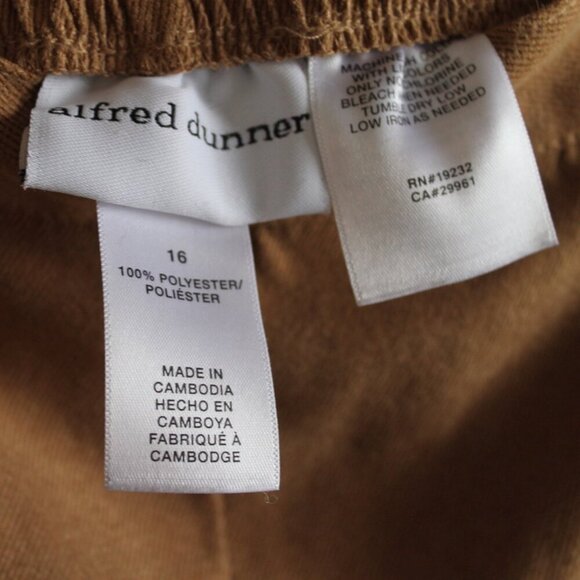 alfred dunner
MACHINE
WITH
ONLY NON-CHLORINE
BLEACH WHEN NEEDED
TUMBLE DRY LOW
LOW IRON AS NEEDED
RN#19232
CA#29961
16
100% POLYESTER/
POLIÉSTER
MADE IN
CAMBODIA
HECHO EN
CAMBOYA
FABRIQUÉ À
CAMBODGE